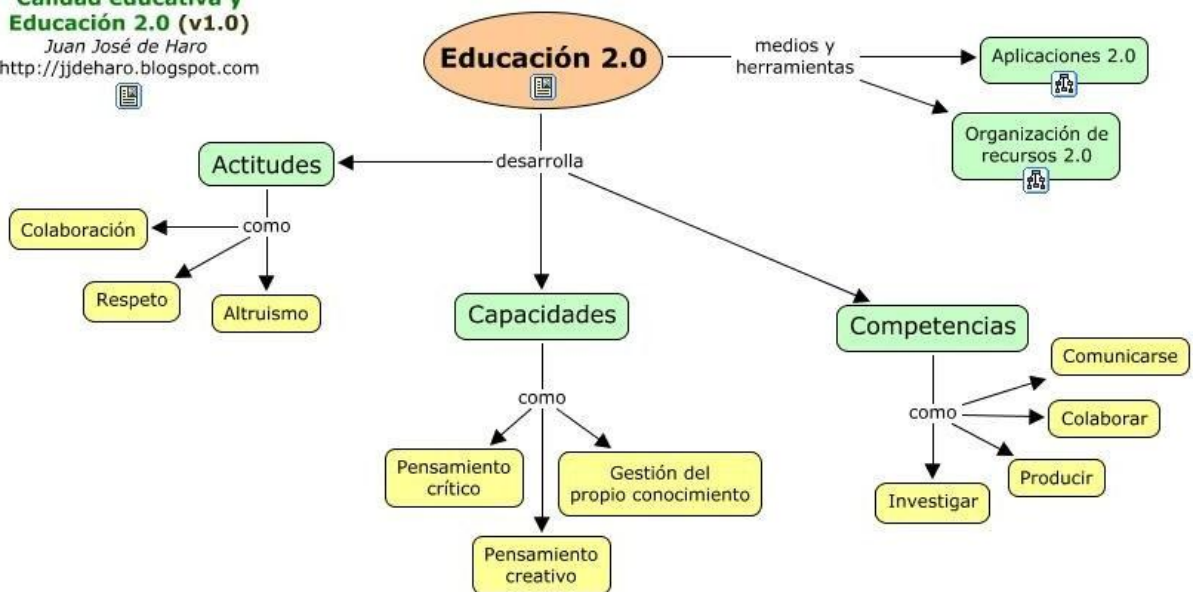 Calidad educativa y
Educación 2.0 (v1.0)
Juan José de Haro
http://jjdeharo.blogspot.com
Educación 2.0
medios y
herramientas
Aplicaciones 2.0
Organización de
recursos 2.0
desarrolla
Actitudes
como
Colaboración
Respeto
Altruismo
Capacidades
como
Pensamiento
crítico
Gestión del
propio conocimiento
Pensamiento
creativo
Competencias
como
Comunicarse
Colaborar
Producir
Investigar